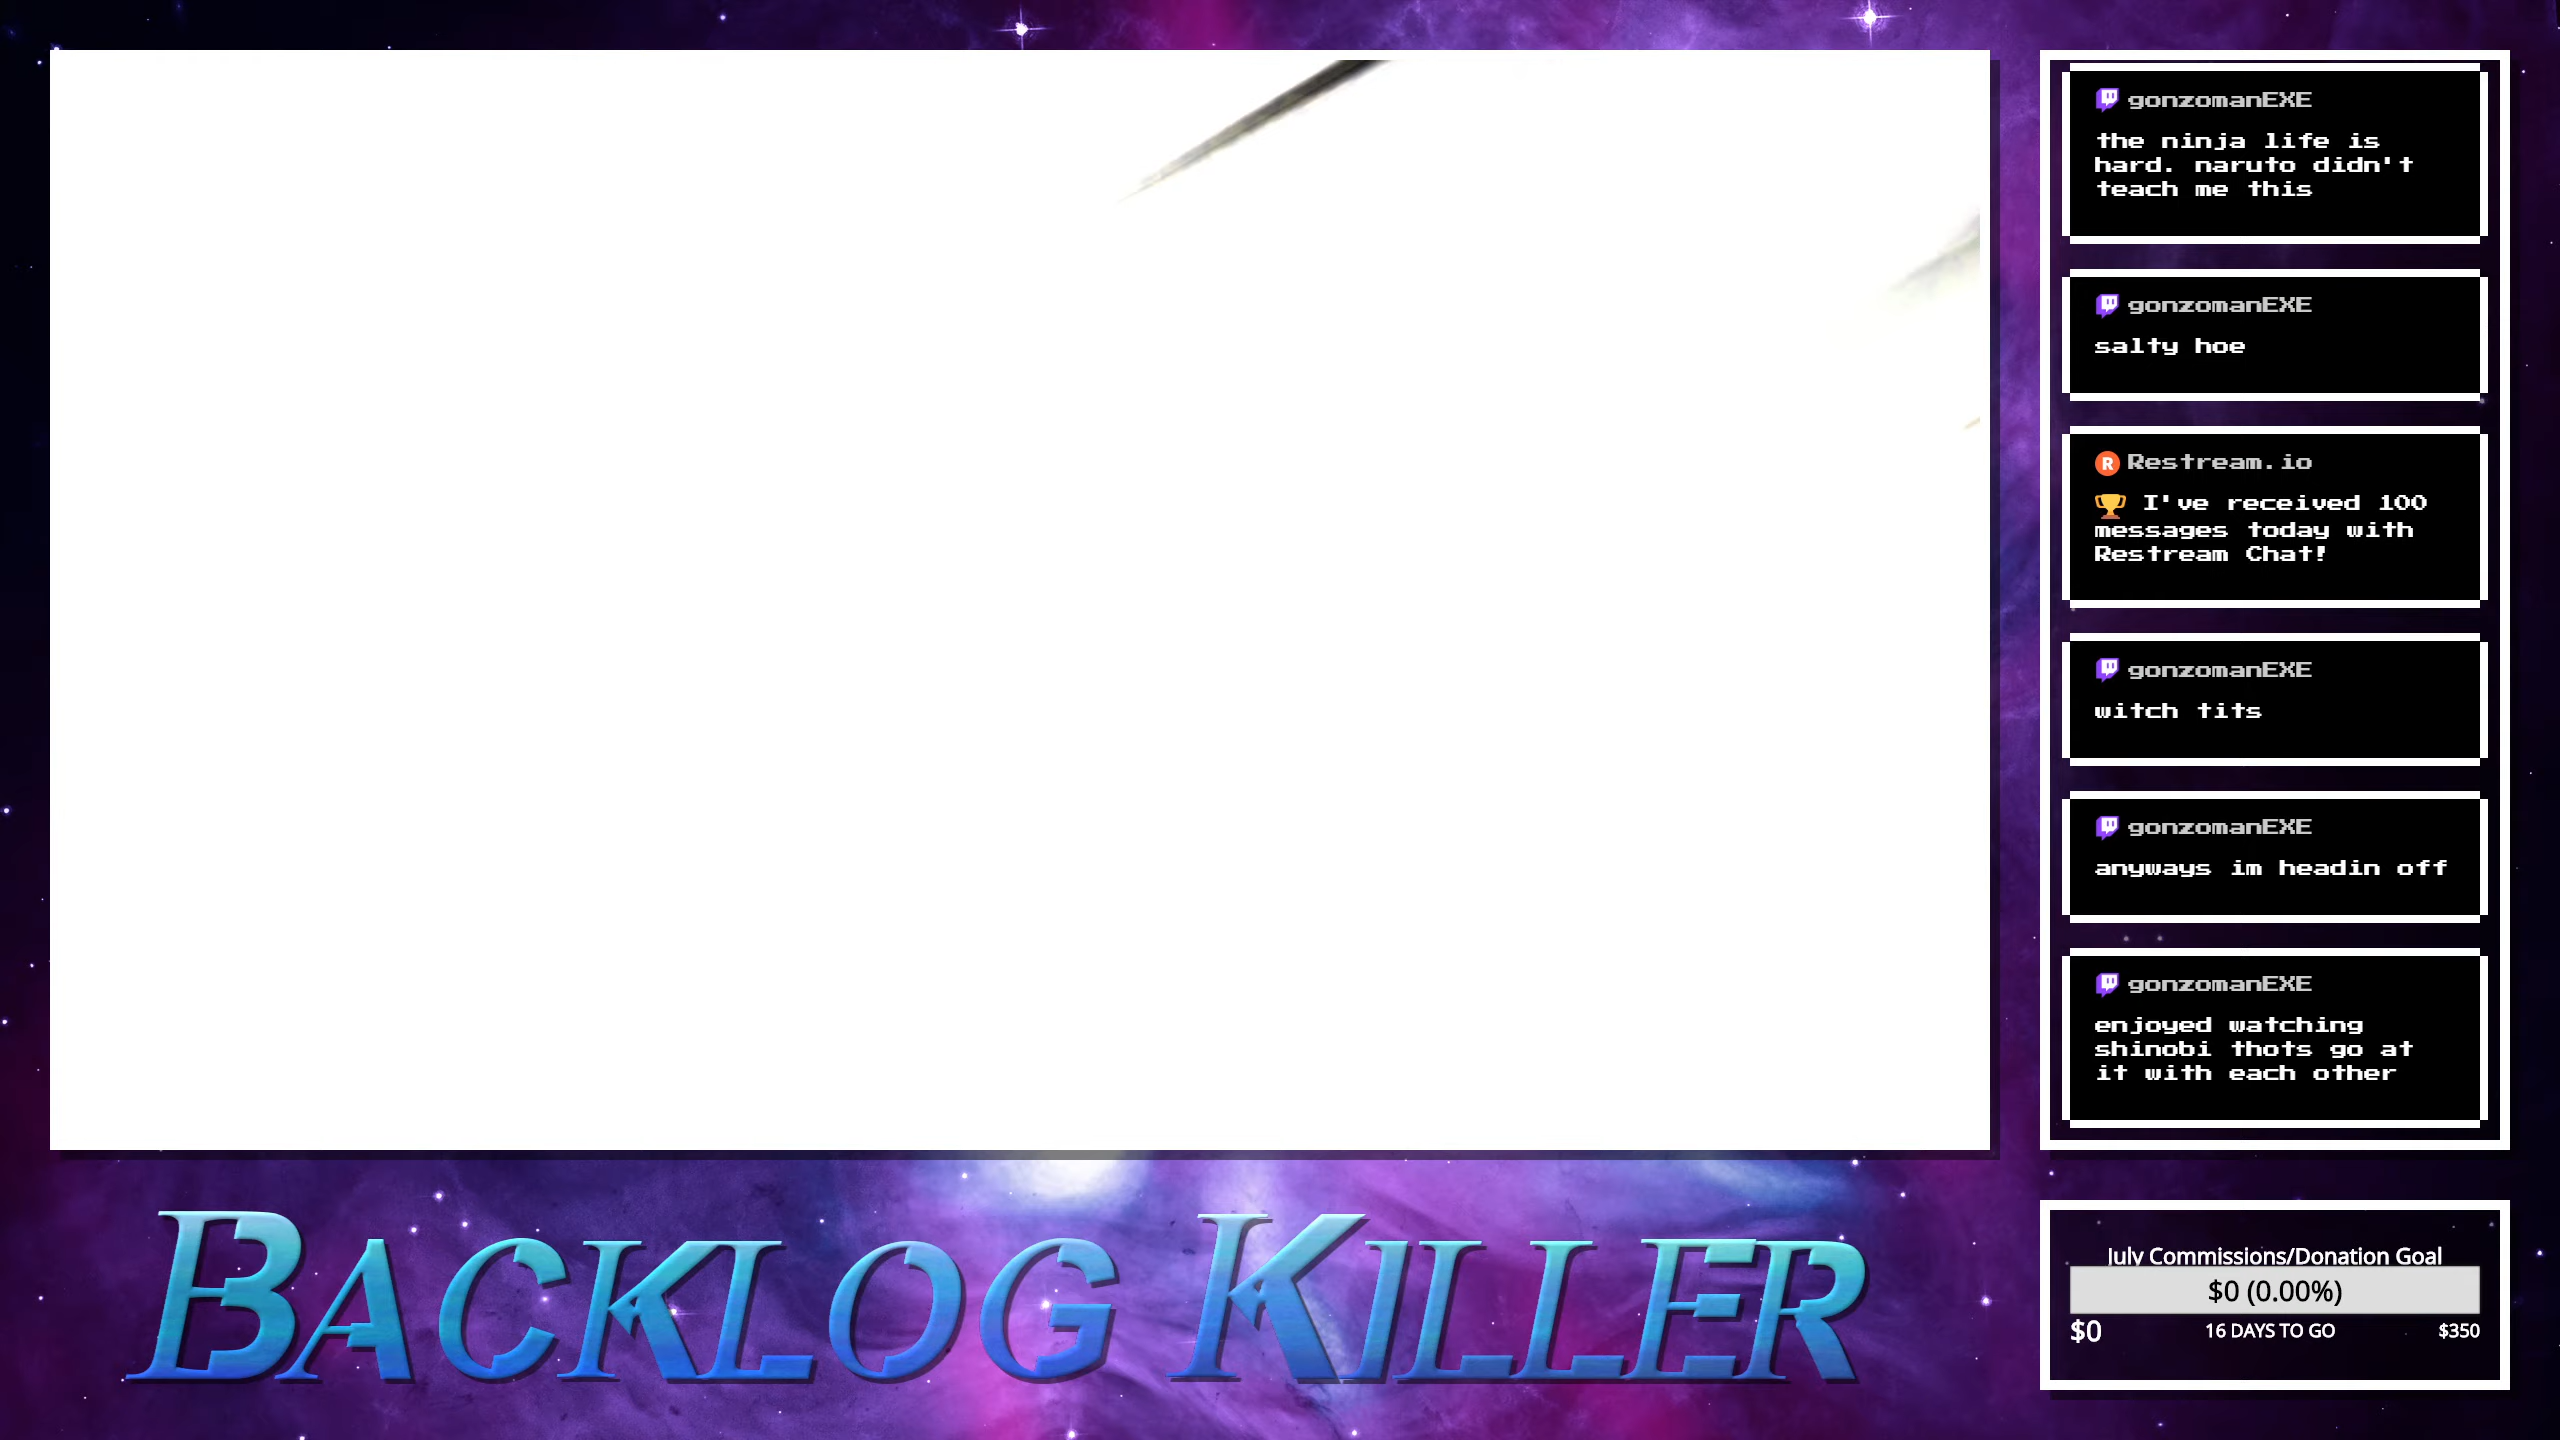 gonzomanEXE
the ninja life is
hard. naruto didn't
teach me this
gonzomanEXE
salty hoe
Restream.io
🏆 I've received 100
messages today with
Restream Chat!
gonzomanEXE
witch tits
gonzomanEXE
anyways im headin off
gonzomanEXE
enjoyed watching
shinobi thots go at
it with each other
BACKLOG KILLER
July Commissions/Donation Goal
$0 (0.00%)
$0 16 DAYS TO GO $350